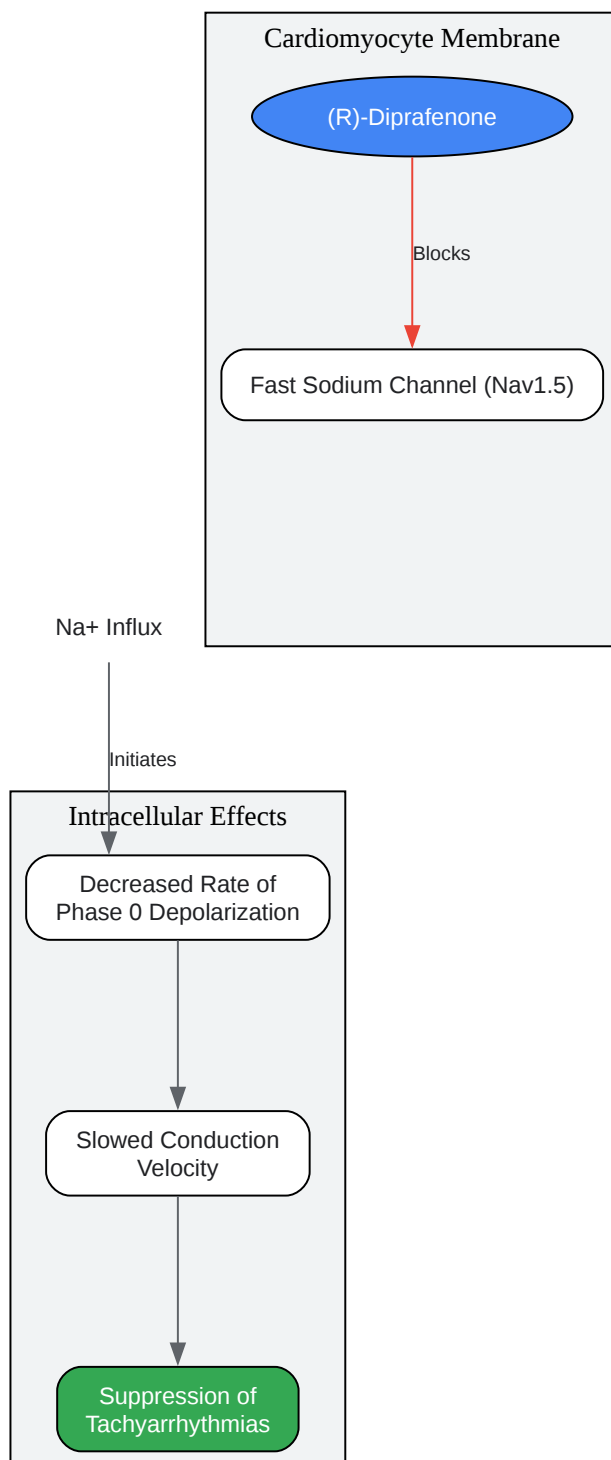 Cardiomyocyte Membrane
(R)-Diprafenone
Blocks
Fast Sodium Channel (Nav1.5)
Na+ Influx
Initiates
Intracellular Effects
Decreased Rate of
Phase 0 Depolarization
Slowed Conduction
Velocity
Suppression of
Tachyarrhythmias